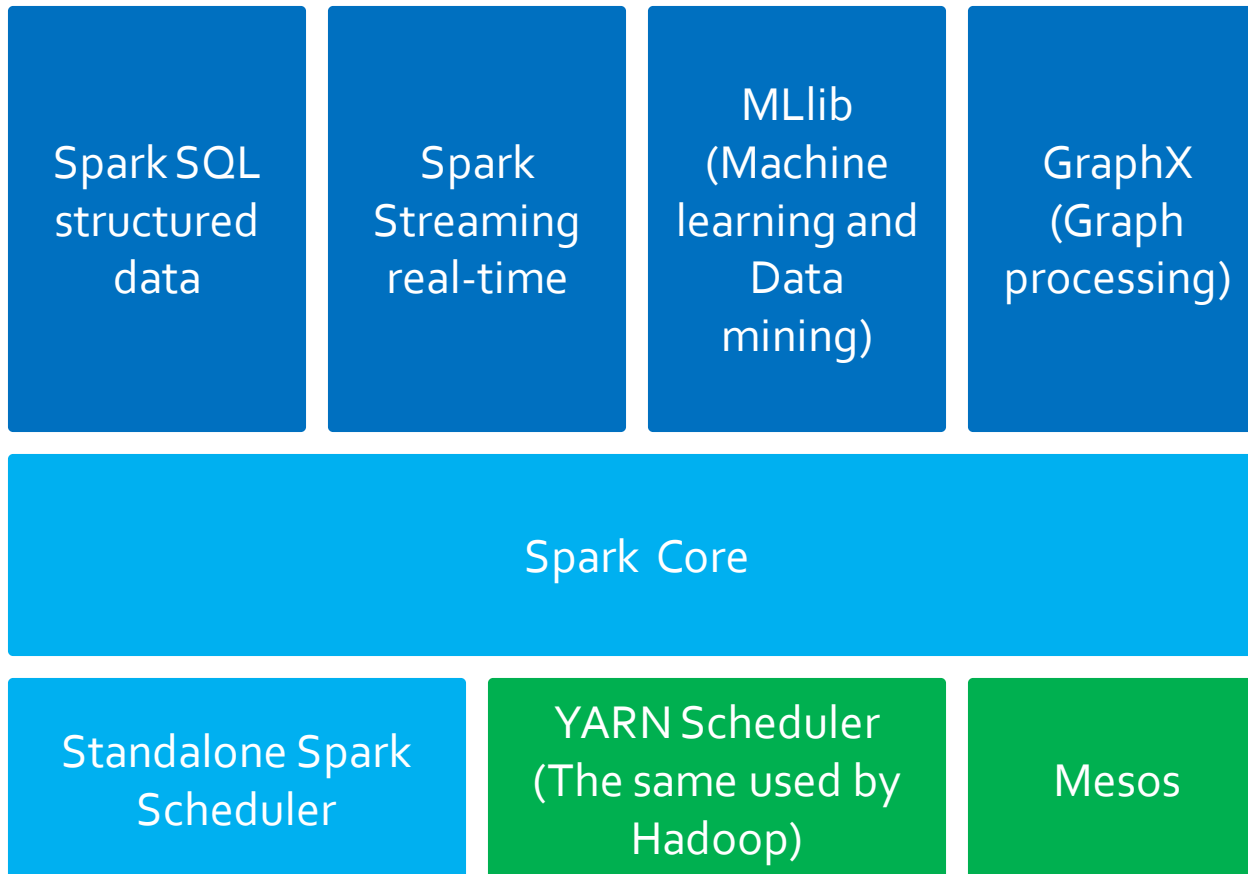 Spark SQL
structured
data
Spark
Streaming
real-time
MLlib
(Machine
learning and
Data
mining)
GraphX
(Graph
processing)
Spark Core
Standalone Spark
Scheduler
YARN Scheduler
(The same used by
Hadoop)
Mesos